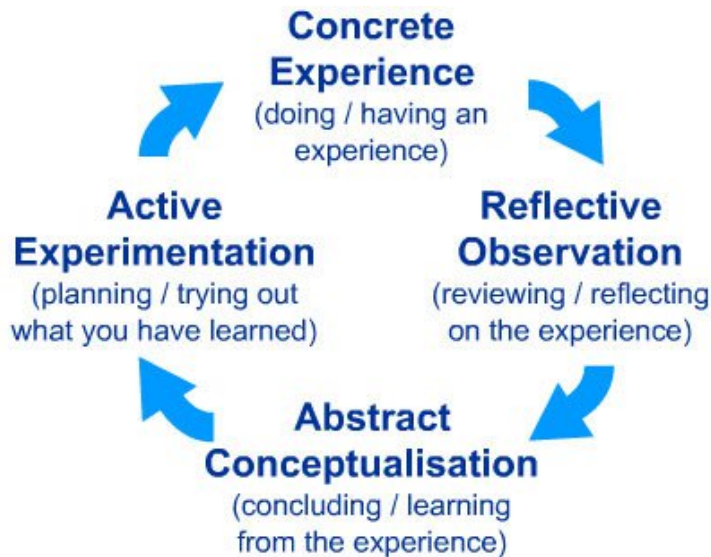 Concrete
Experience
(doing / having an
experience)
Active
Experimentation
(planning / trying out
what you have learned)
Reflective
Observation
(reviewing / reflecting
on the experience)
Abstract
Conceptualisation
(concluding / learning
from the experience)